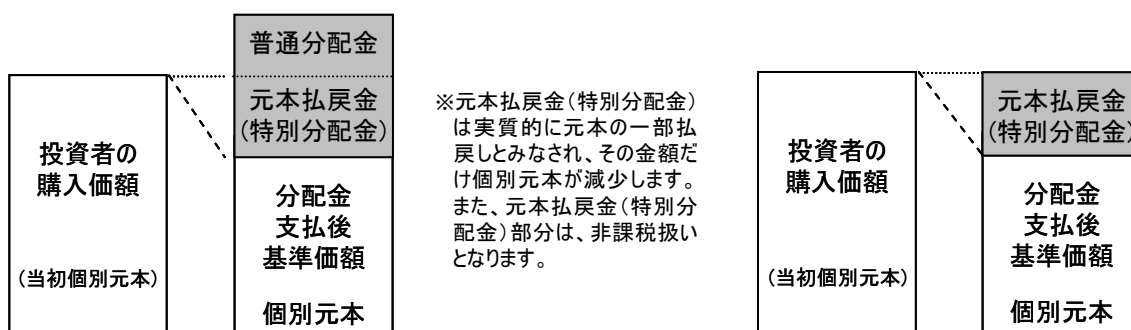 普通分配金
元本払戻金
(特別分配金)
投資者の
購入価額
(当初個別元本)
分配金
支払後
基準価額
個別元本
※元本払戻金(特別分配金)
は実質的に元本の一部払
戻しとみなされ、その金額だ
け個別元本が減少します。
また、元本払戻金(特別分
配金)部分は、非課税扱い
となります。
投資者の
購入価額
(当初個別元本)
元本払戻金
(特別分配金)
分配金
支払後
基準価額
個別元本